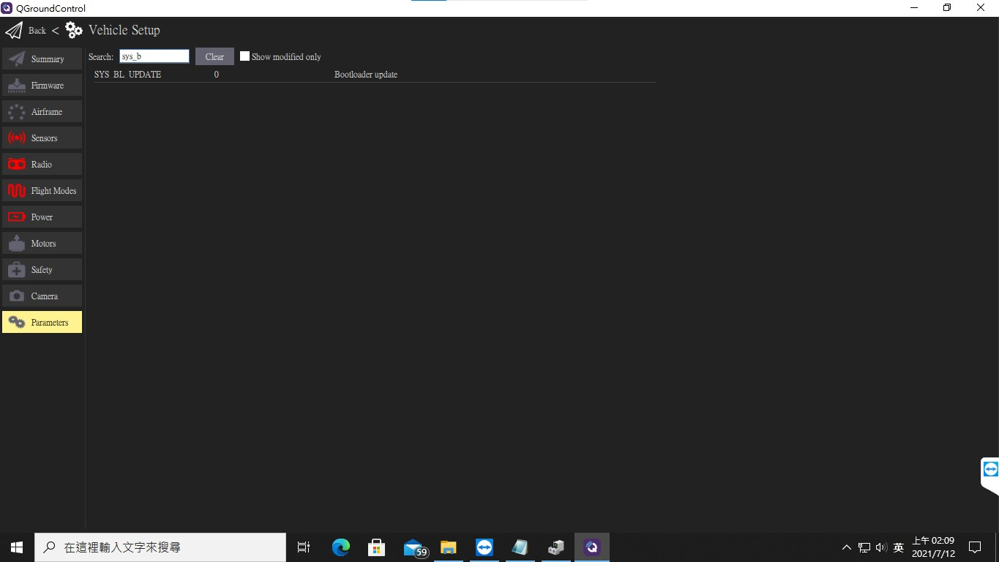 QGroundControl
Back < Vehicle Setup
Search: sys_b Clear Show modified only
SYS_BL_UPDATE 0 Bootloader update
Summary
Firmware
Airframe
Sensors
Radio
Flight Modes
Power
Motors
Safety
Camera
Parameters
在這裡輸入文字來搜尋
59
英
上午 02:09
2021/7/12